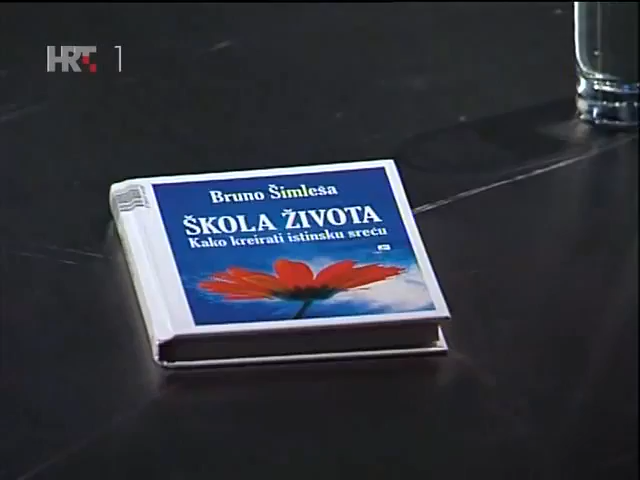 HRT 1
Bruno Šimleša
ŠKOLA ŽIVOTA
Kako kreirati istinsku sreću